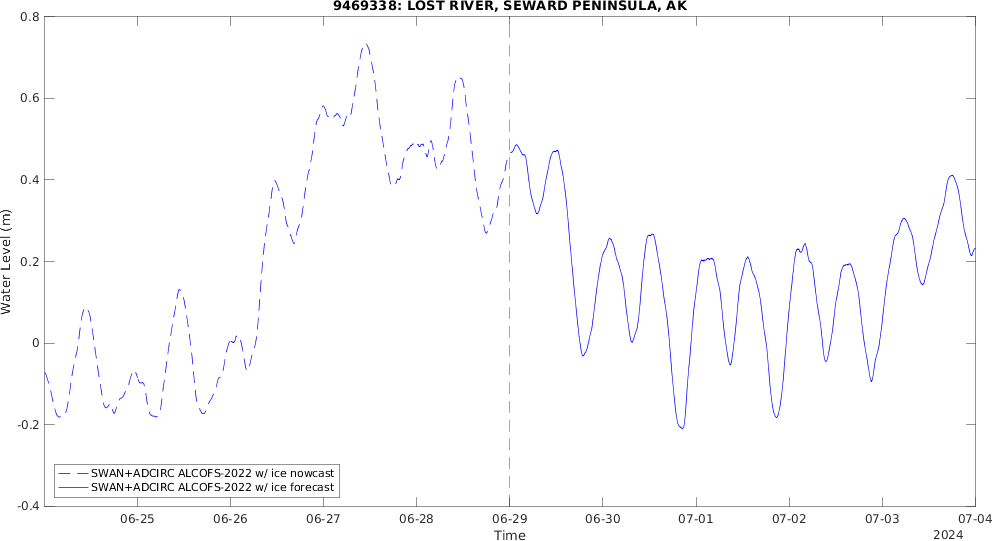 9469338: LOST RIVER, SEWARD PENINSULA, AK
0.8
0.6
0.4
0.2
0
-0.2
-0.4
Water Level (m)
SWAN+ADCIRC ALCOFS-2022 w/ ice nowcast
SWAN+ADCIRC ALCOFS-2022 w/ ice forecast
06-25 06-26 06-27 06-28 06-29 06-30 07-01 07-02 07-03 07-04
Time
2024